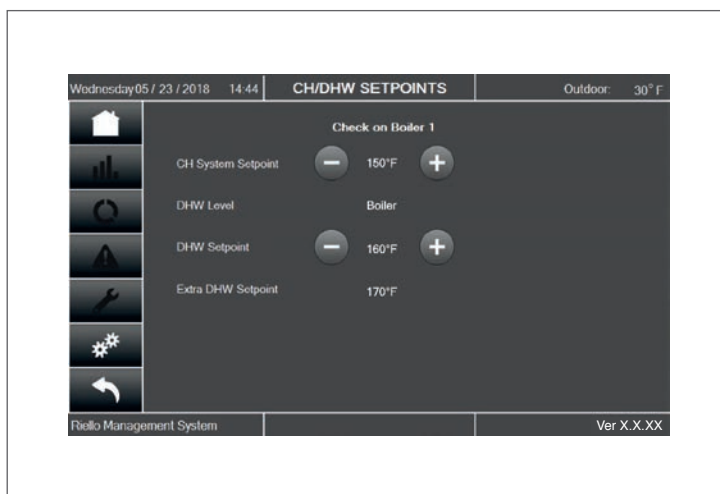 Wednesday 05 / 23 / 2018 14:44 CH/DHW SETPOINTS Outdoor: 30° F
Check on Boiler 1
CH System Setpoint − 150°F +
DHW Level Boiler
DHW Setpoint − 160°F +
Extra DHW Setpoint 170°F
Riello Management System Ver X.X.XX